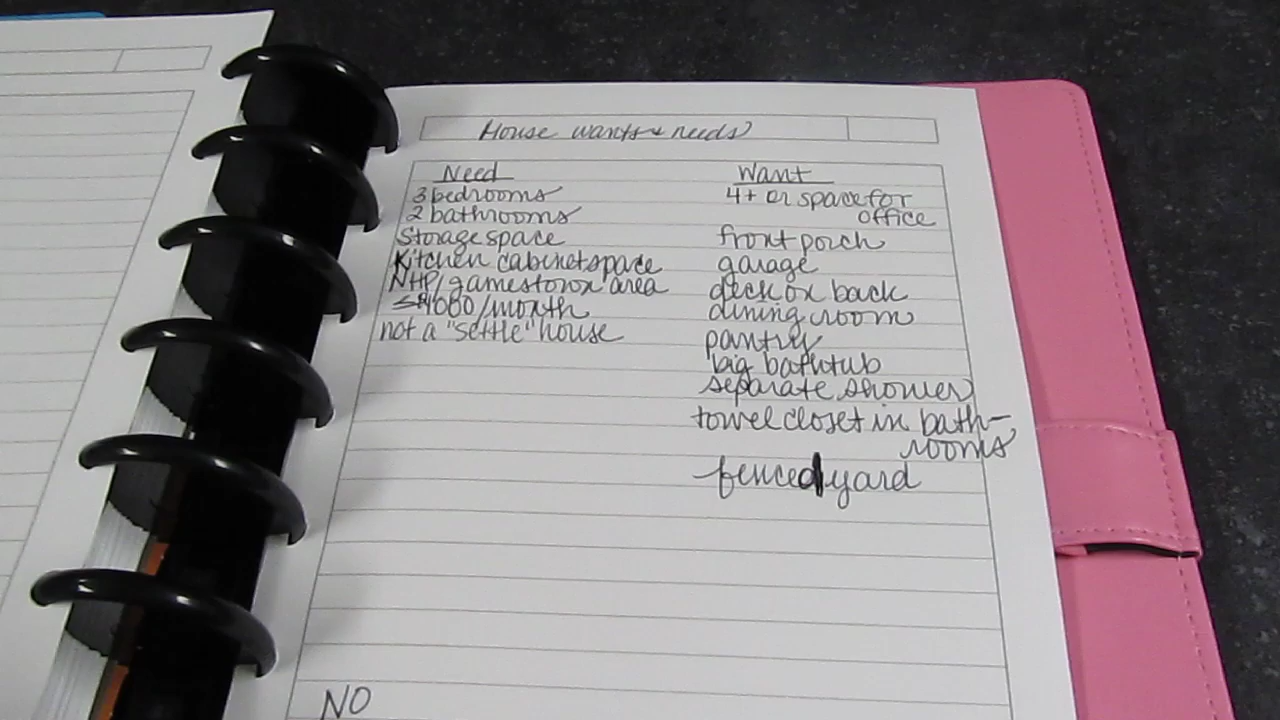 House wants & needs
Need
3 bedrooms
2 bathrooms
Storage space
Kitchen cabinet space
NHP/Jamestown area
not a "settle" house
Want
4+ or space for
office
front porch
garage
deck or back
dining room
pantry
big bathtub
separate shower
towel closet in bath-
rooms
fenced yard
NO